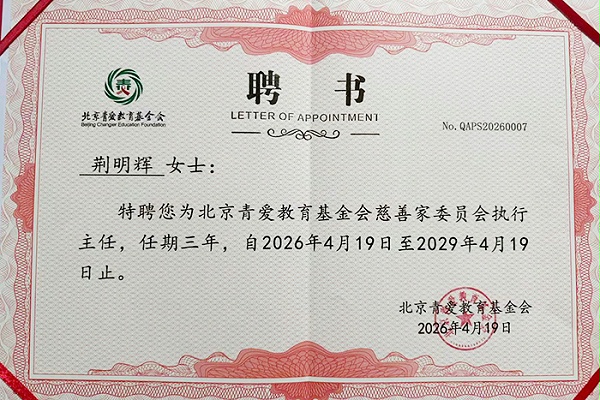 聘书
LETTER OF APPOINTMENT
北京青爱教育基金会
Beijing Changier Education Foundation
No.QAPS20260007
荆明辉 女士：
特聘您为北京青爱教育基金会慈善家委员会执行
主任，任期三年，自2026年4月19日至2029年4月19
日止。
北京青爱教育基金会
2026年4月19日